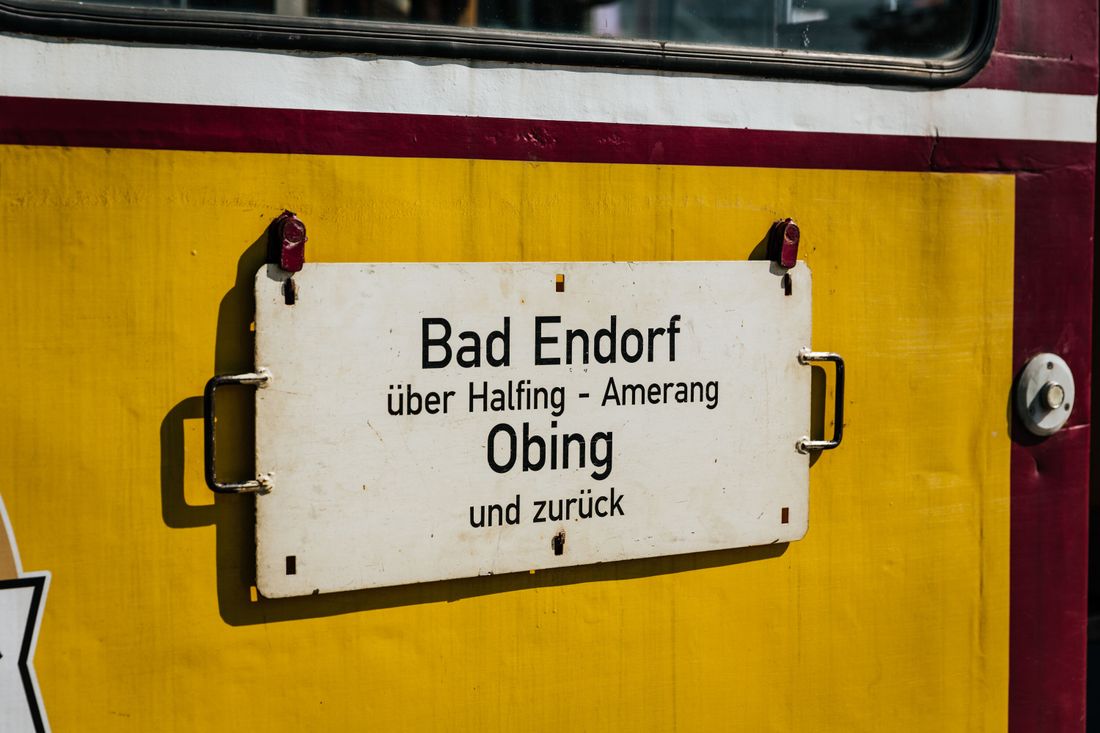 Bad Endorf
über Halfing - Amerang
Obing
und zurück